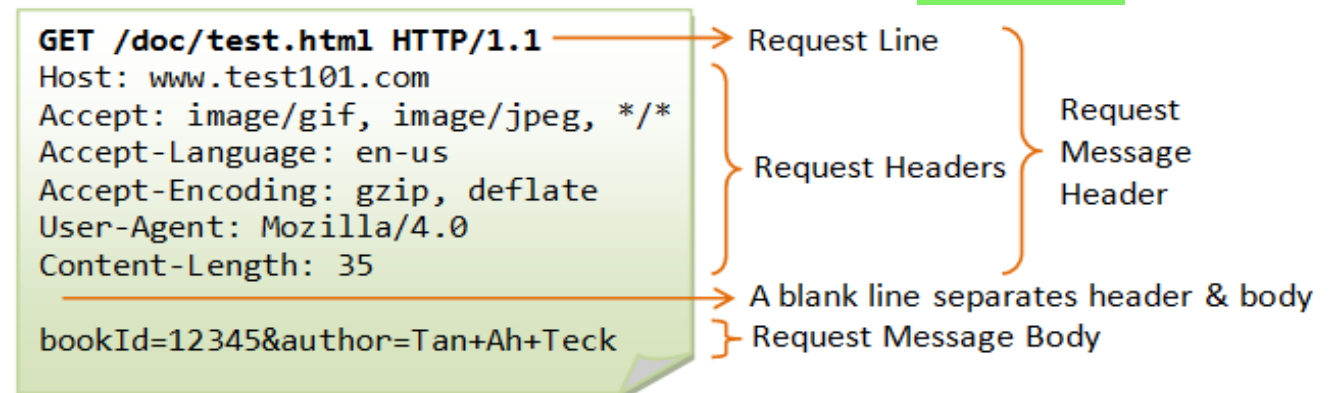 GET /doc/test.html HTTP/1.1
Host: www.test101.com
Accept: image/gif, image/jpeg, */*
Accept-Language: en-us
Accept-Encoding: gzip, deflate
User-Agent: Mozilla/4.0
Content-Length: 35
bookId=12345&author=Tan+Ah+Teck
Request Line
Request Headers
Request
Message
Header
A blank line separates header & body
Request Message Body